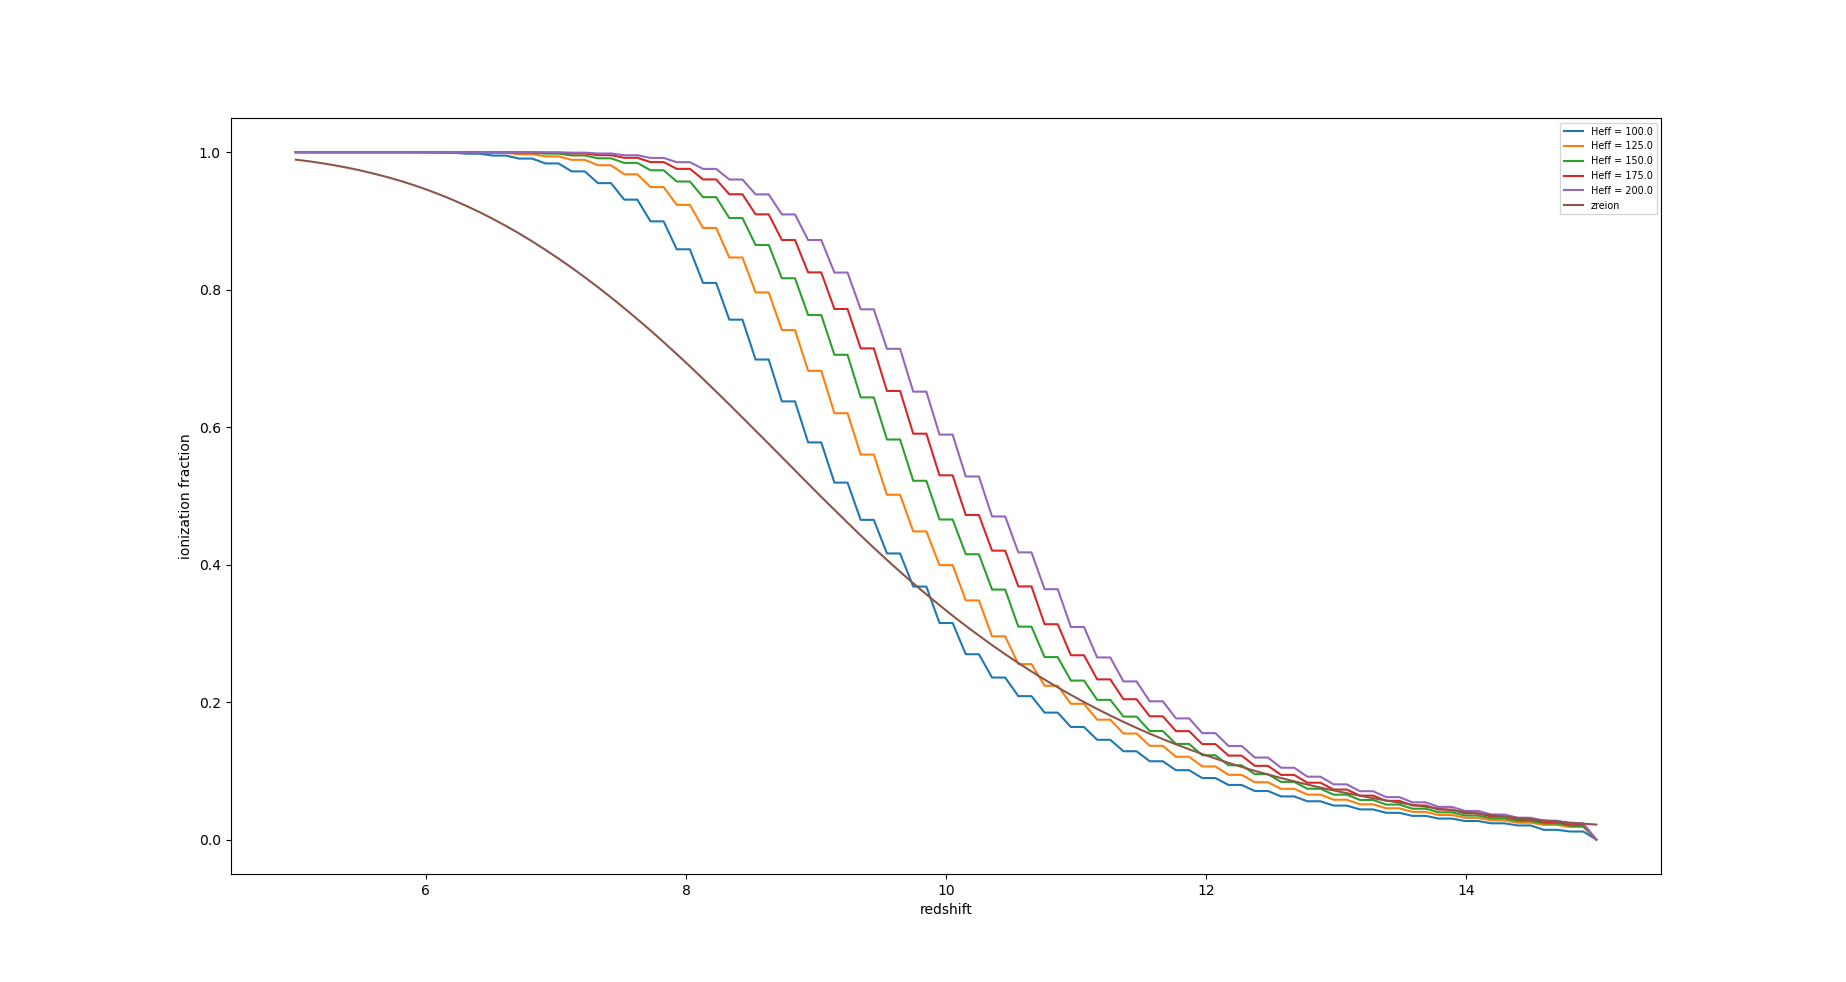 1.0
0.8
0.6
0.4
0.2
0.0
ionization fraction
6
8
10
12
14
redshift
Heff = 100.0
Heff = 125.0
Heff = 150.0
Heff = 175.0
Heff = 200.0
zreion